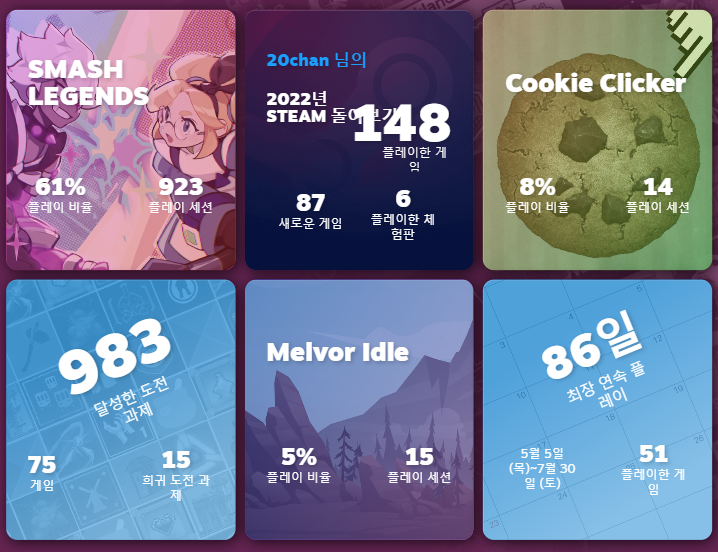 SMASH
LEGENDS
61%
플레이 비율
923
플레이 세션
20chan 님의
2022년
STEAM 돌아보기
148
플레이한 게
임
87
새로운 게임
6
플레이한 체
험판
Cookie Clicker
8%
플레이 비율
14
플레이 세션
983
달성한 도전
과제
75
게임
15
희귀 도전 과
제
Melvor Idle
5%
플레이 비율
15
플레이 세션
86일
최장 연속 플
레이
5월 5일
(목)~7월 30
일 (토)
51
플레이한 게
임